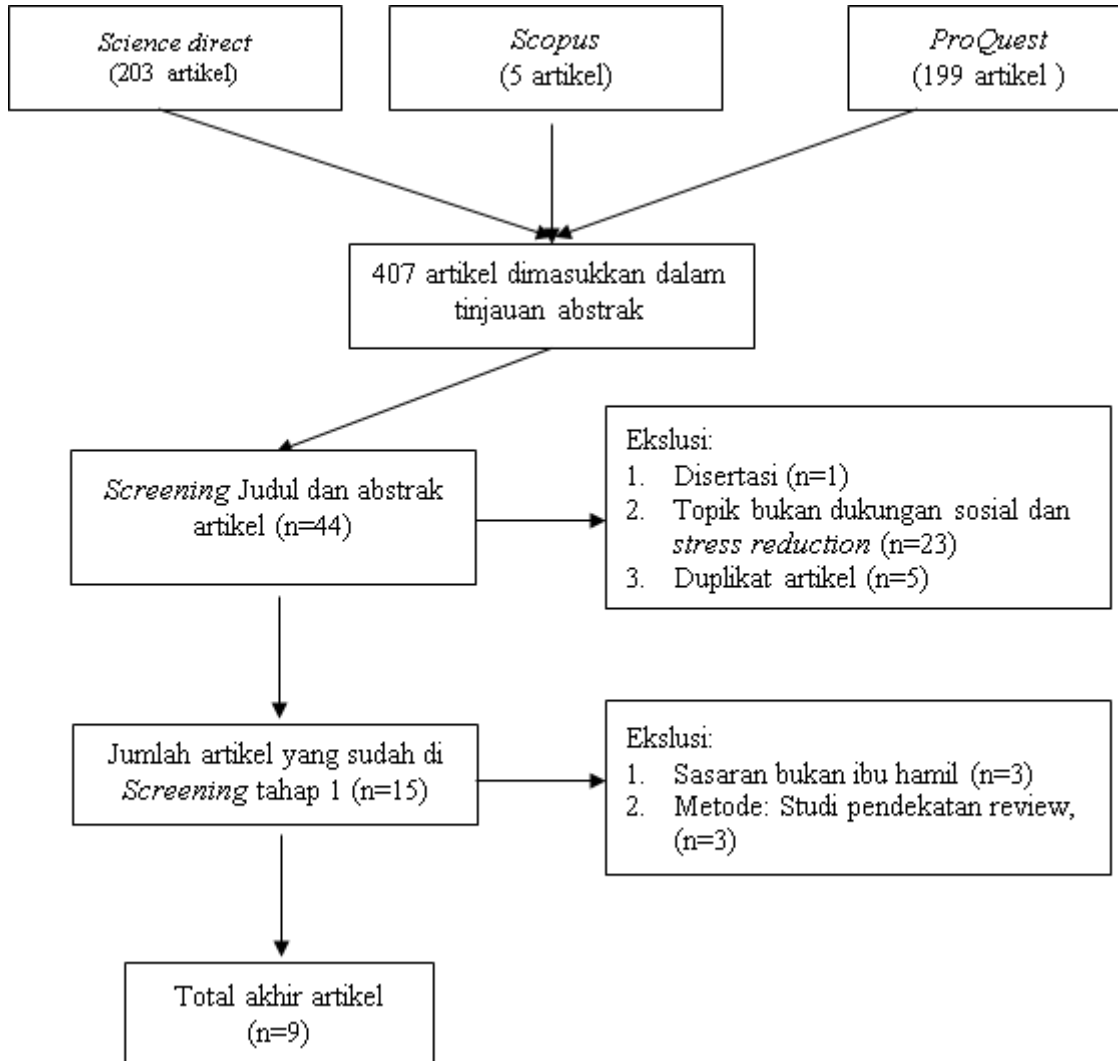 Science direct
(203 artikel)
Scopus
(5 artikel)
ProQuest
(199 artikel )
407 artikel dimasukkan dalam
tinjauan abstrak
Screening Judul dan abstrak
artikel (n=44)
Ekslusi:
1. Disertasi (n=1)
2. Topik bukan dukungan sosial dan
stress reduction (n=23)
3. Duplikat artikel (n=5)
Jumlah artikel yang sudah di
Screening tahap 1 (n=15)
Ekslusi:
1. Sasaran bukan ibu hamil (n=3)
2. Metode: Studi pendekatan review,
(n=3)
Total akhir artikel
(n=9)